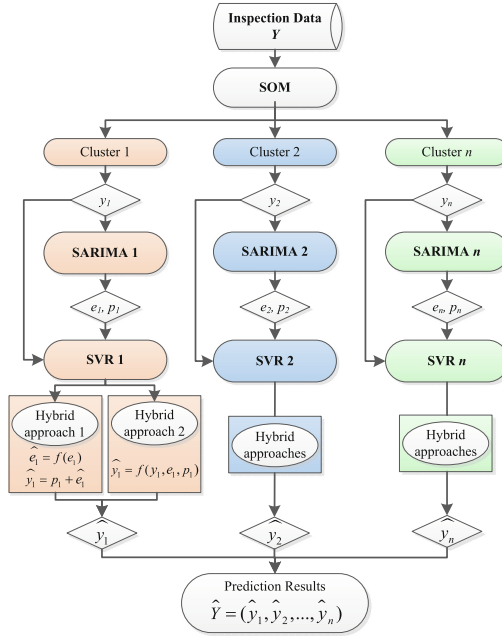 Inspection Data
Y
SOM
Cluster 1
Cluster 2
Cluster n
y₁
y₂
yₙ
SARIMA 1
SARIMA 2
SARIMA n
e₁, p₁
e₂, p₂
eₙ, pₙ
SVR 1
SVR 2
SVR n
Hybrid
approach 1
ê₁ = f(e₁)
ŷ₁ = p₁ + ê₁
Hybrid
approach 2
ŷ₁ = f(y₁, e₁, p₁)
Hybrid
approaches
Hybrid
approaches
ŷ₁
ŷ₂
ŷₙ
Prediction Results
Ŷ = (ŷ₁, ŷ₂,..., ŷₙ)